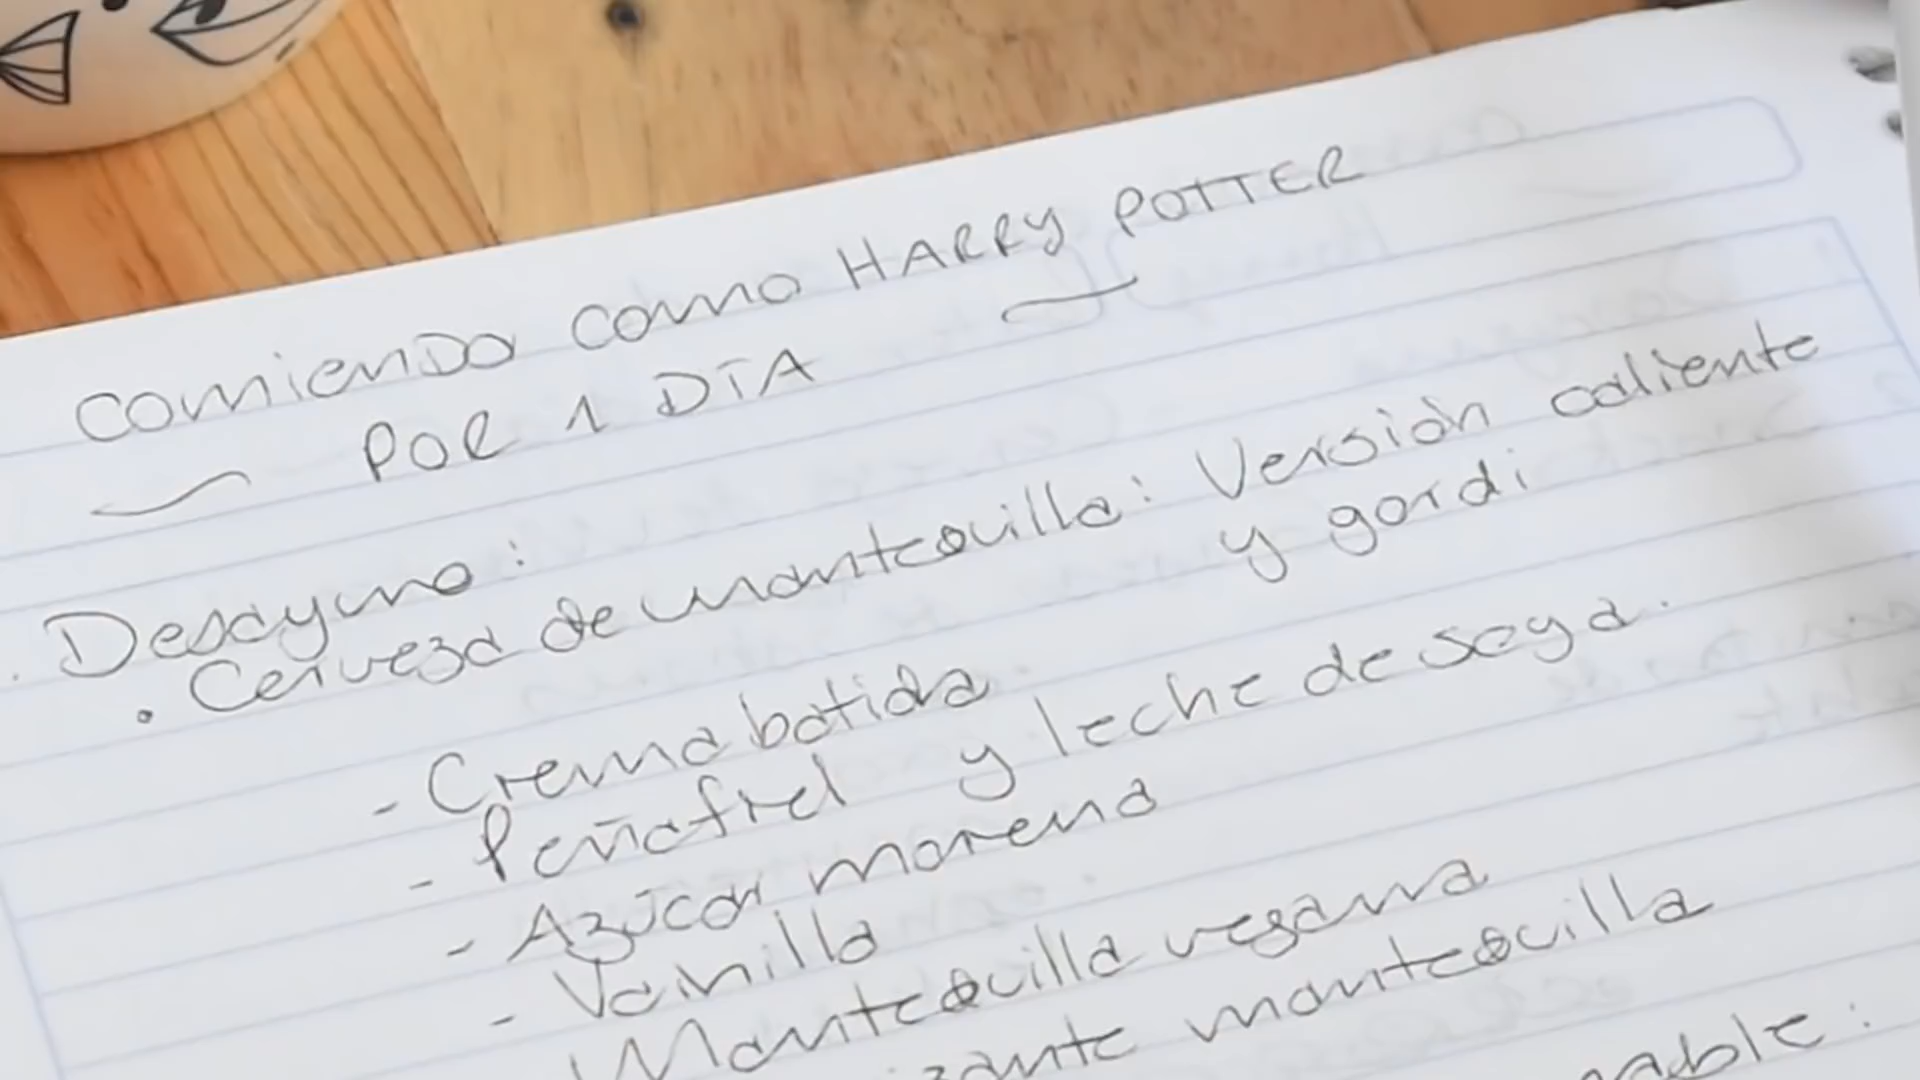 comiendo como HARRY POTTER
POR 1 DÍA
Desayuno:
• Cerveza de mantequilla: Versión caliente
y gordi
- Crema batida
- Peñafiel y leche de soya.
- Azúcar morena
- Vainilla
Mantequilla vegana
mantequilla